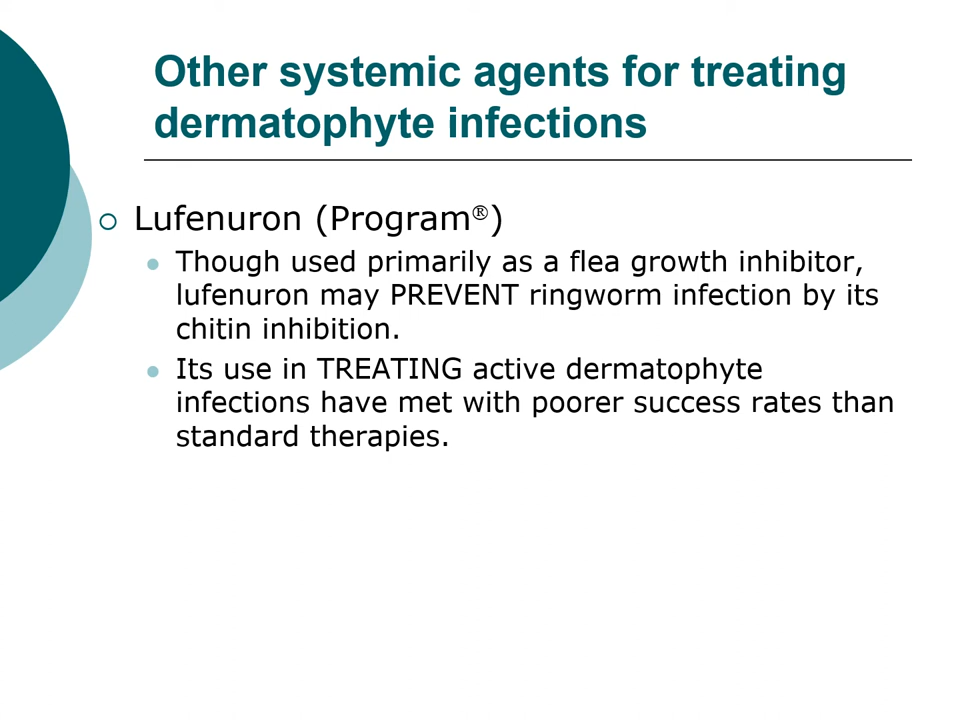 Other systemic agents for treating
dermatophyte infections
Lufenuron (Program®)
Though used primarily as a flea growth inhibitor,
lufenuron may PREVENT ringworm infection by its
chitin inhibition.
Its use in TREATING active dermatophyte
infections have met with poorer success rates than
standard therapies.